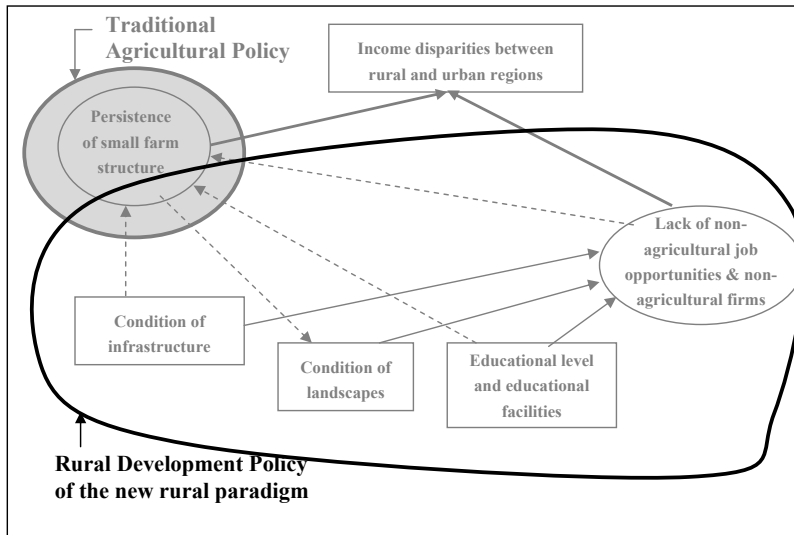 Traditional
Agricultural Policy
Income disparities between
rural and urban regions
Persistence
of small farm
structure
Lack of non-
agricultural job
opportunities & non-
agricultural firms
Condition of
infrastructure
Condition of
landscapes
Educational level
and educational
facilities
Rural Development Policy
of the new rural paradigm